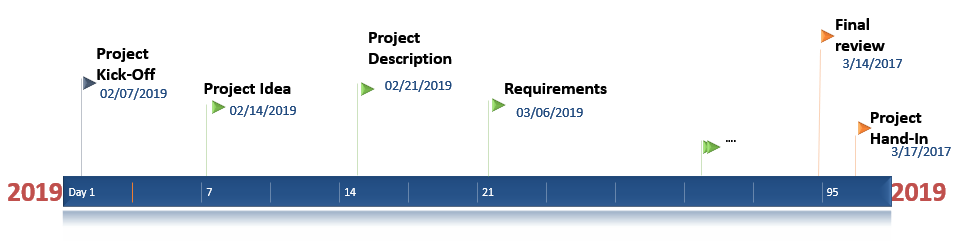 Project
Kick-Off
02/07/2019
Project Idea
02/14/2019
Project
Description
02/21/2019
Requirements
03/06/2019
....
Final
review
3/14/2017
Project
Hand-In
3/17/2017
2019
Day 1
7
14
21
95
2019